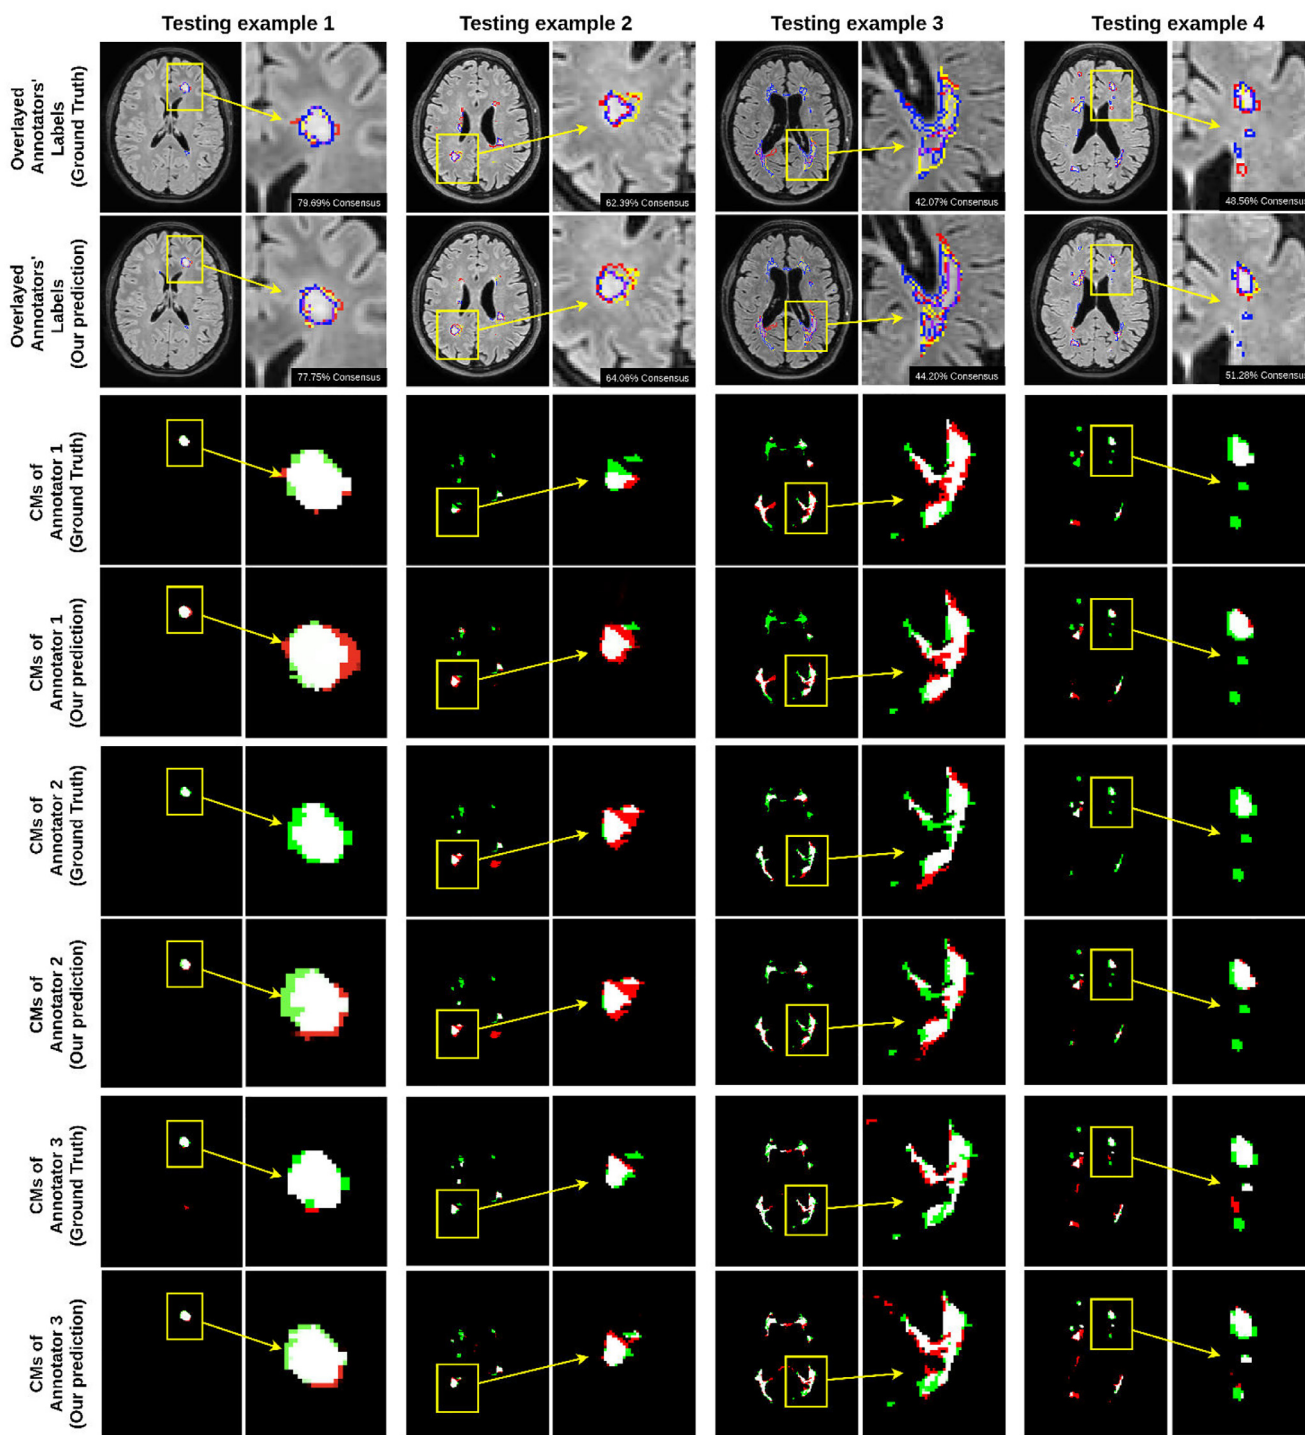 Testing example 1
Testing example 2
Testing example 3
Testing example 4
Overlayed
Annotators'
Labels
(Ground Truth)
79.69% Consensus
62.39% Consensus
42.07% Consensus
48.56% Consensus
Overlayed
Annotators'
Labels
(Our prediction)
77.75% Consensus
64.06% Consensus
44.20% Consensus
51.28% Consensus
CMs of
Annotator 1
(Ground Truth)
CMs of
Annotator 1
(Our prediction)
CMs of
Annotator 2
(Ground Truth)
CMs of
Annotator 2
(Our prediction)
CMs of
Annotator 3
(Ground Truth)
CMs of
Annotator 3
(Our prediction)